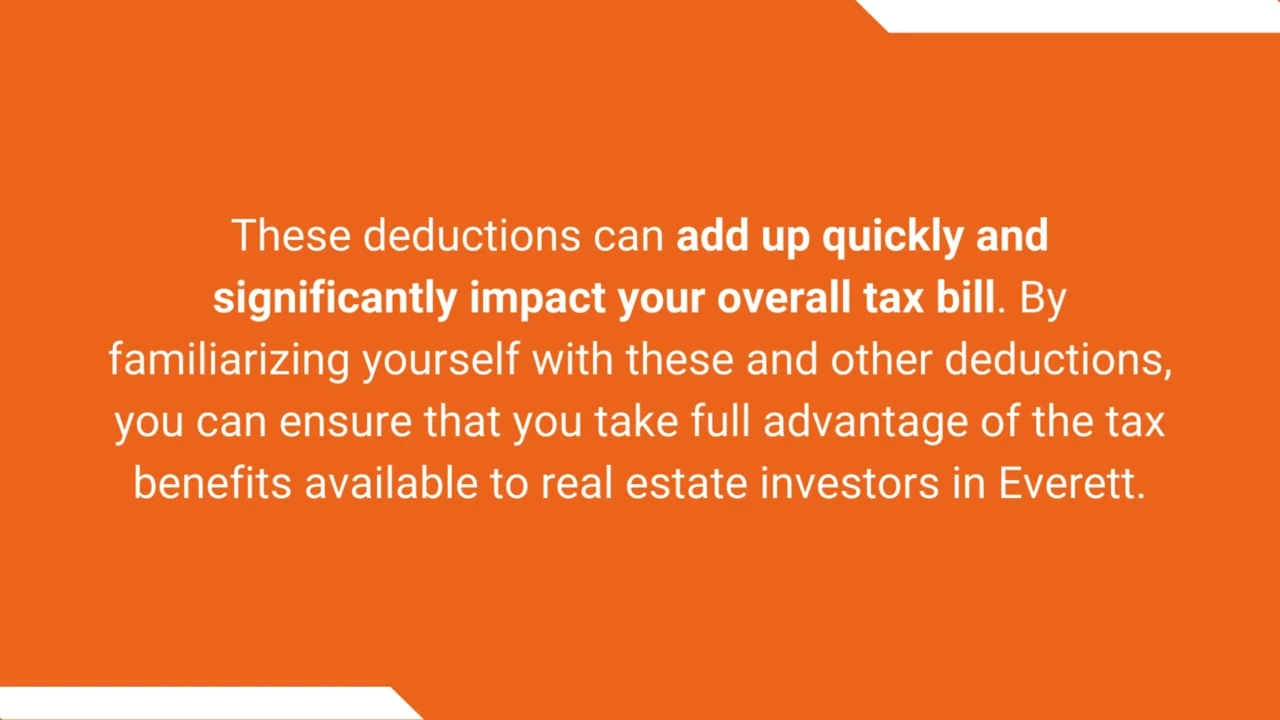 These deductions can add up quickly and
significantly impact your overall tax bill. By
familiarizing yourself with these and other deductions,
you can ensure that you take full advantage of the tax
benefits available to real estate investors in Everett.